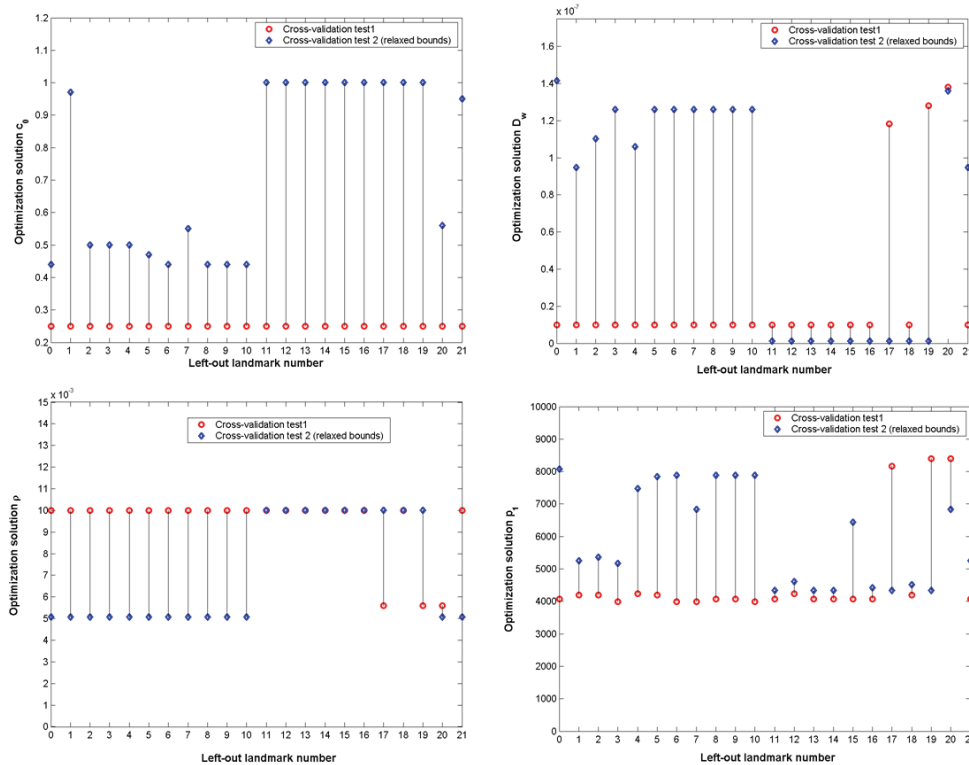 1.2
1.1
1
0.9
0.8
0.7
0.6
0.5
0.4
0.3
0.2
Optimization solution c0
Cross-validation test1
Cross-validation test 2 (relaxed bounds)
0 1 2 3 4 5 6 7 8 9 10 11 12 13 14 15 16 17 18 19 20 21
Left-out landmark number
x 10-7
1.6
1.4
1.2
1
0.8
0.6
0.4
0.2
0
Optimization solution Dw
Cross-validation test1
Cross-validation test 2 (relaxed bounds)
0 1 2 3 4 5 6 7 8 9 10 11 12 13 14 15 16 17 18 19 20 2
Left-out landmark number
x 10-3
15
14
13
12
11
10
9
8
7
6
5
4
3
2
1
0
Optimization solution ρ
Cross-validation test1
Cross-validation test 2 (relaxed bounds)
0 1 2 3 4 5 6 7 8 9 10 11 12 13 14 15 16 17 18 19 20 21
Left-out landmark number
10000
9000
8000
7000
6000
5000
4000
3000
2000
1000
0
Optimization solution p1
Cross-validation test1
Cross-validation test 2 (relaxed bounds)
0 1 2 3 4 5 6 7 8 9 10 11 12 13 14 15 16 17 18 19 20 2
Left-out landmark number